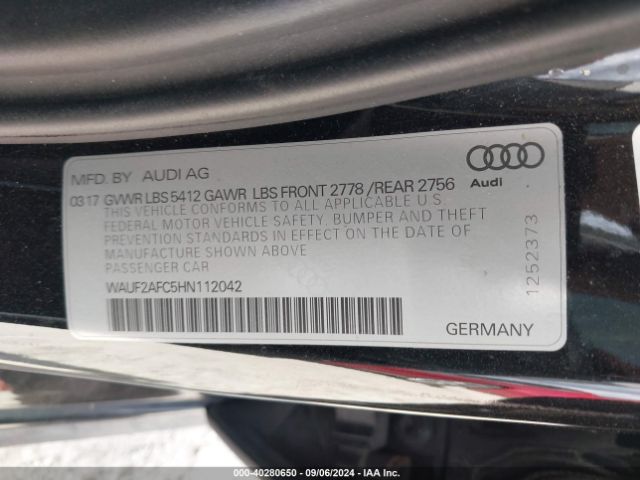 MFD. BY AUDI AG
0317 GVWR LBS 5412 GAWR LBS FRONT 2778 /REAR 2756
THIS VEHICLE CONFORMS TO ALL APPLICABLE U.S.
FEDERAL MOTOR VEHICLE SAFETY, BUMPER AND THEFT
PREVENTION STANDARDS IN EFFECT ON THE DATE OF
MANUFACTURE SHOWN ABOVE
PASSENGER CAR
WAUF2AFC5HN112042
Audi
1252373
GERMANY
000-40280650 - 09/06/2024 - IAA Inc.